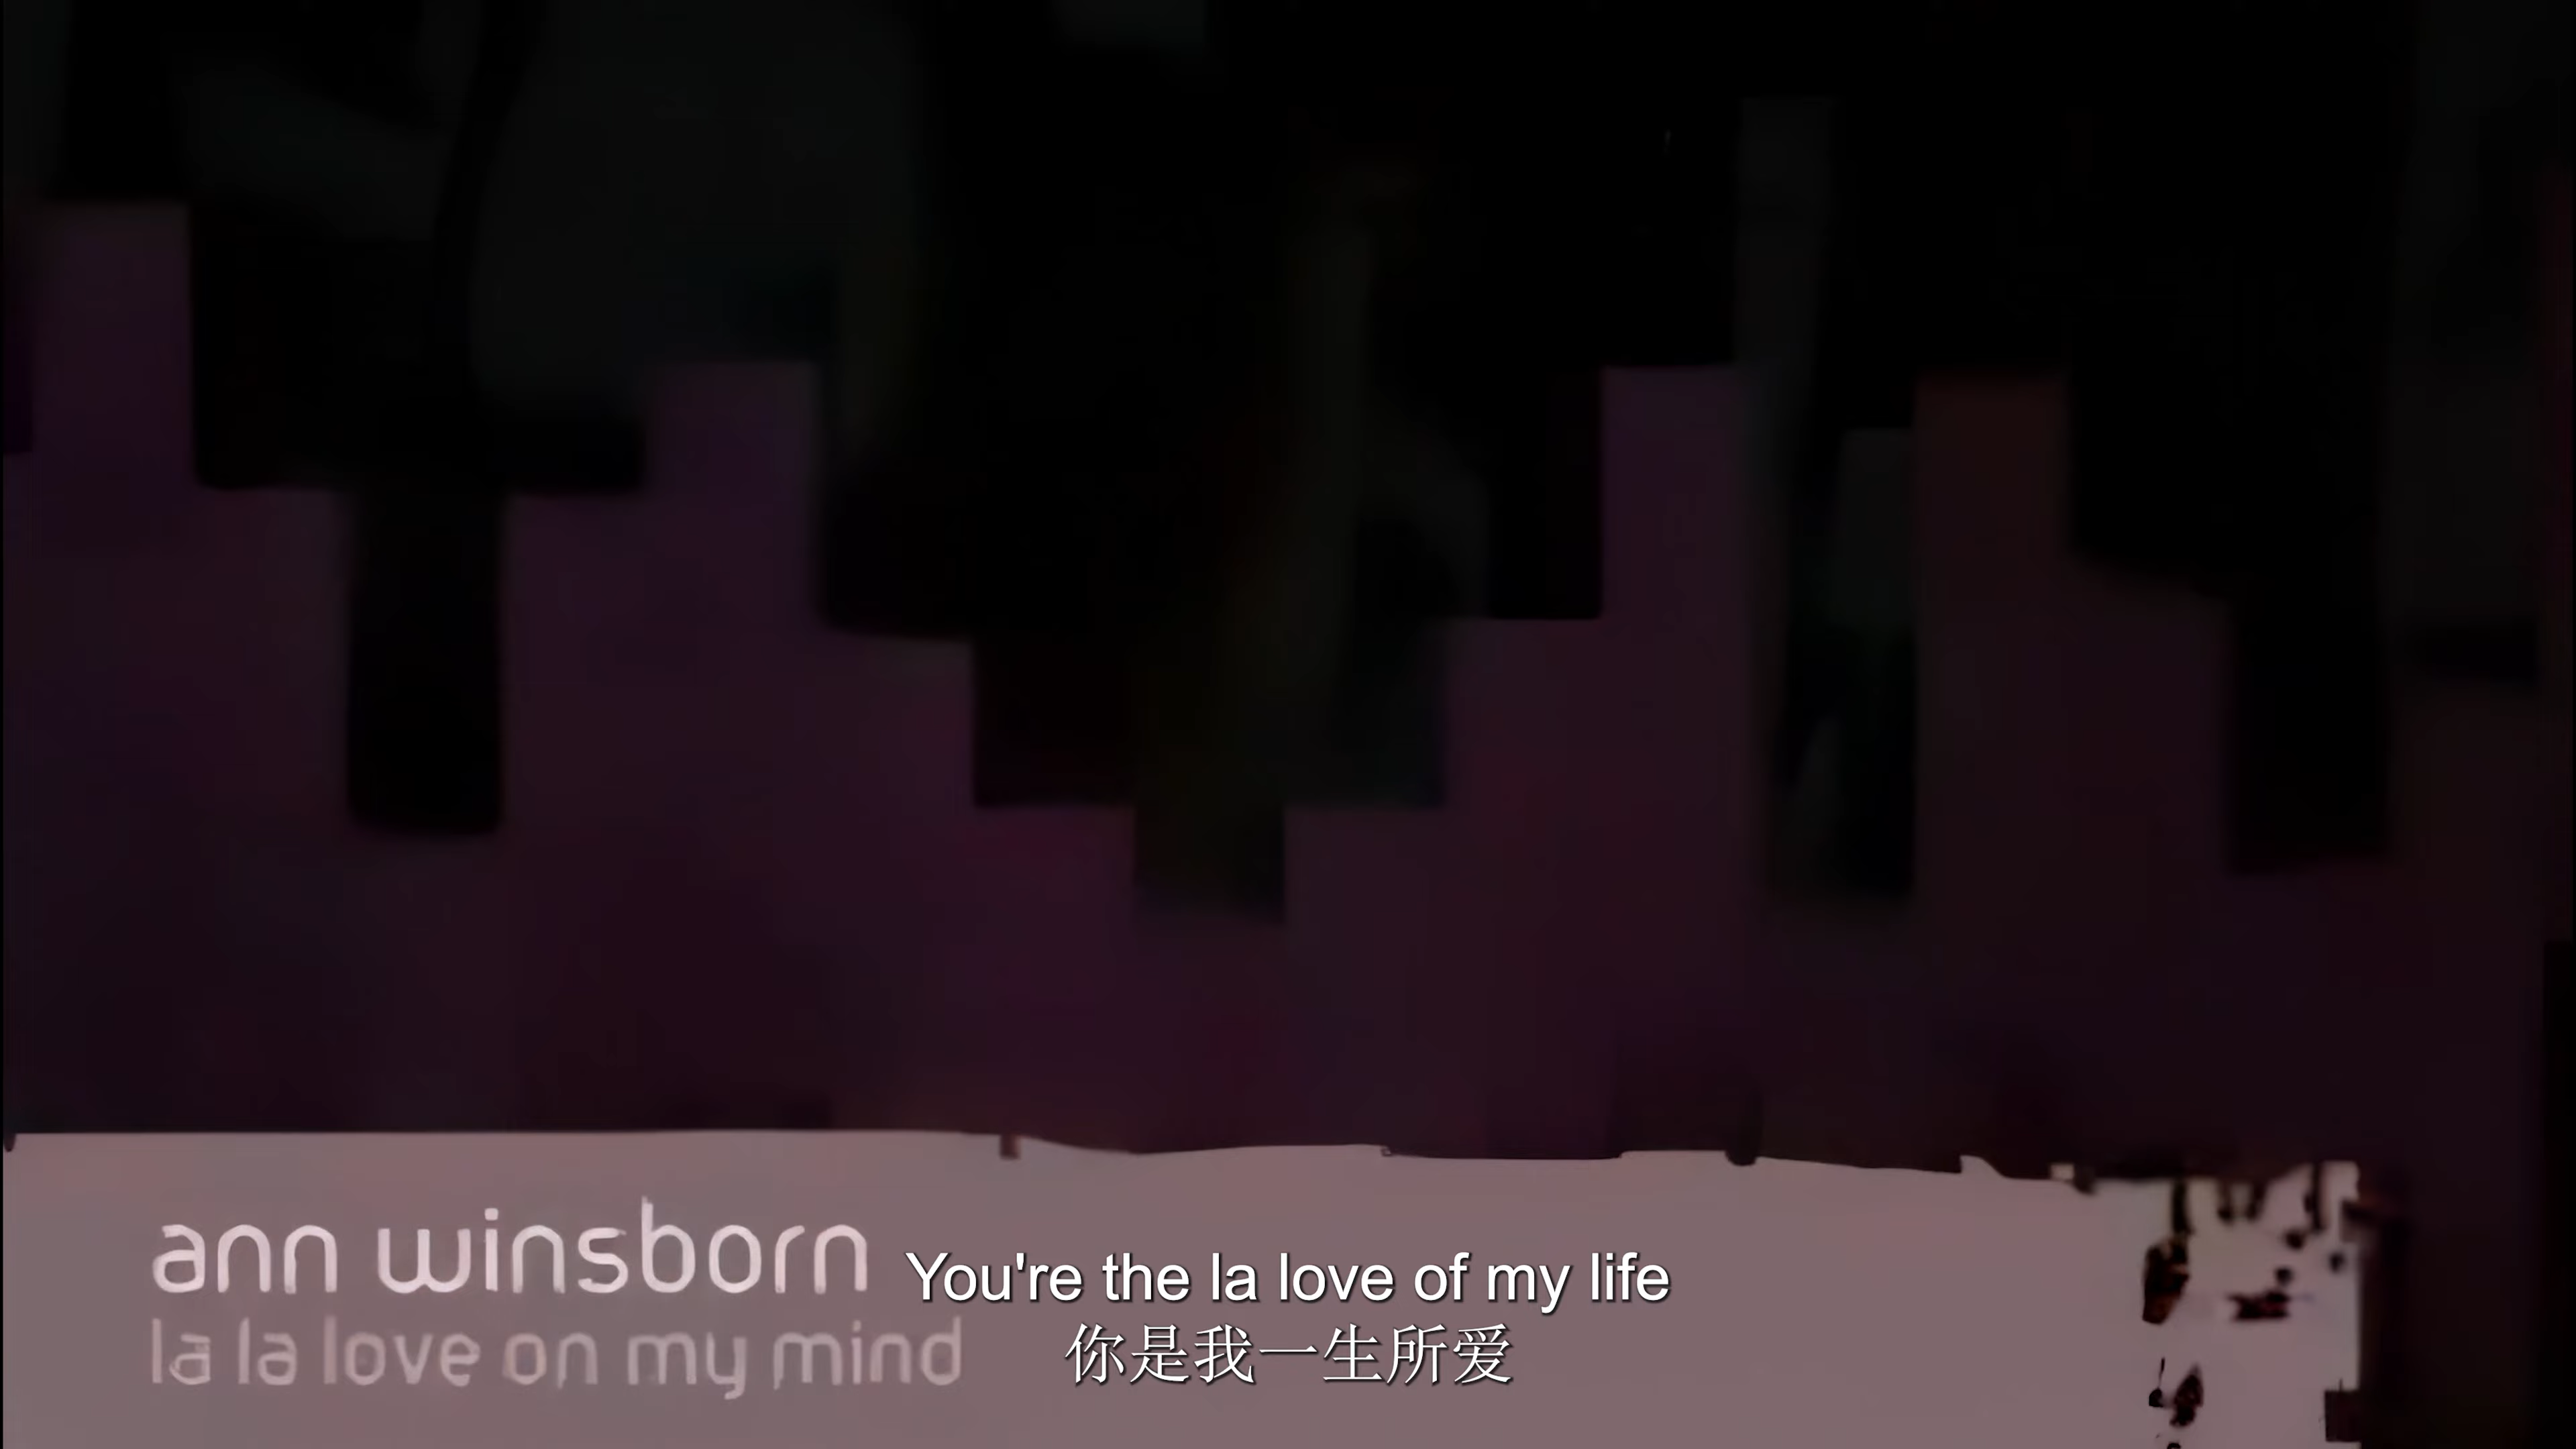 ann winsborn
la la love on my mind
You're the la love of my life
你是我一生所爱